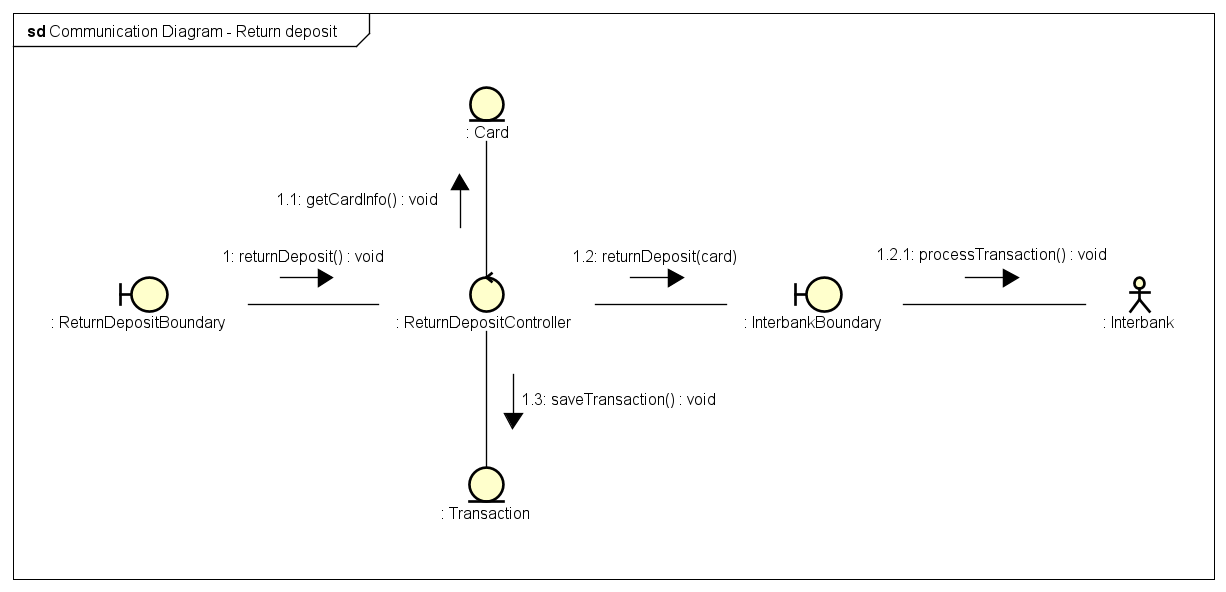 sd Communication Diagram - Return deposit
: Card
1.1: getCardInfo() : void
1: returnDeposit() : void
1.2: returnDeposit(card)
1.2.1: processTransaction() : void
: ReturnDepositBoundary
: ReturnDepositController
: InterbankBoundary
: Interbank
1.3: saveTransaction() : void
: Transaction